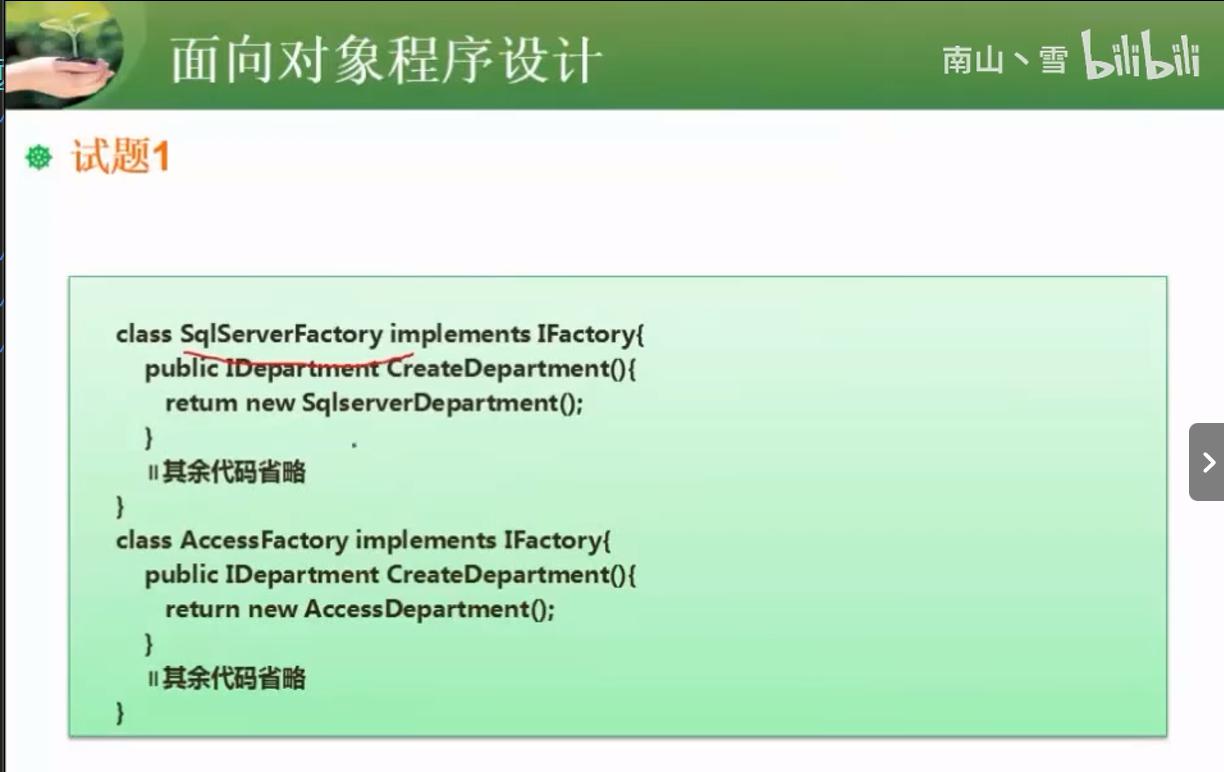 面向对象程序设计
南山丶雪 bilibili
试题1
class SqlServerFactory implements IFactory{
public IDepartment CreateDepartment(){
retum new SqlserverDepartment();
}
//其余代码省略
}
class AccessFactory implements IFactory{
public IDepartment CreateDepartment(){
return new AccessDepartment();
}
//其余代码省略
}